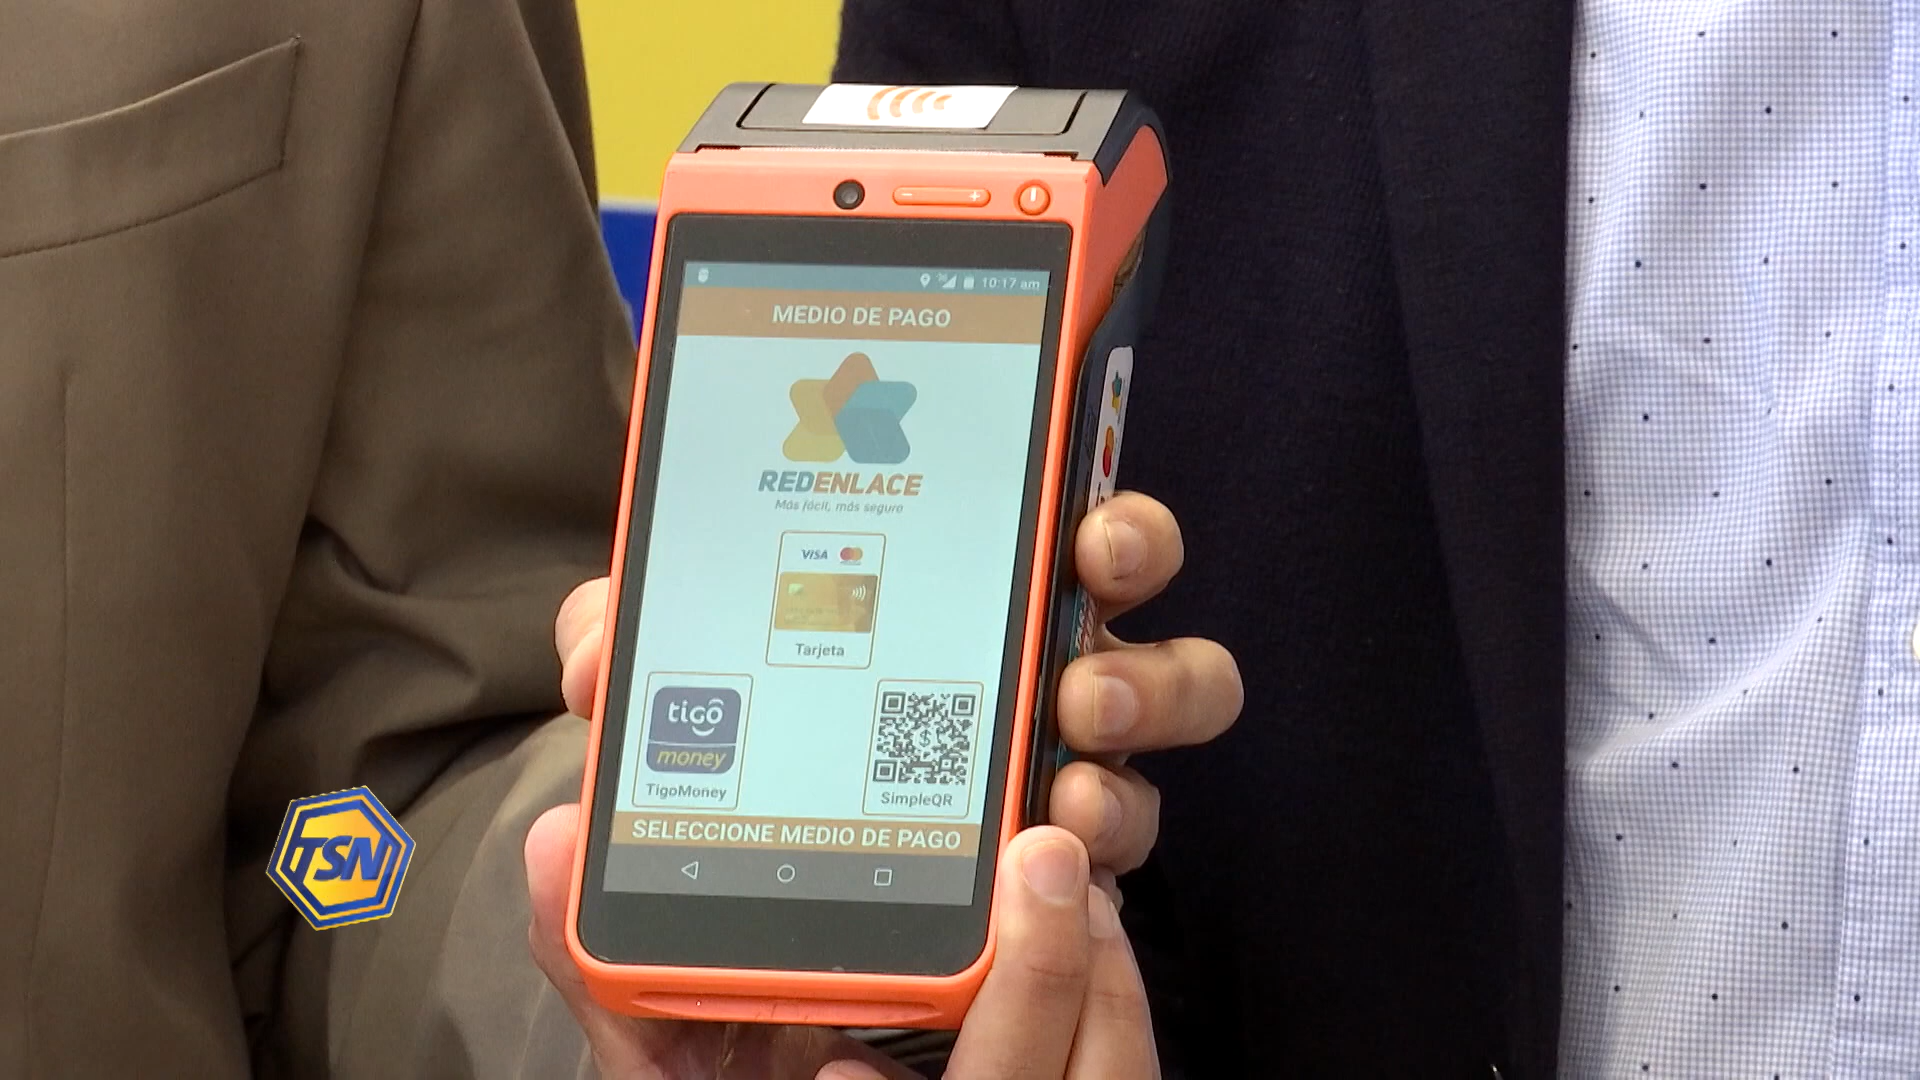 10:17 am
MEDIO DE PAGO
REDENLACE
Más fácil, más seguro
VISA
Tarjeta
tigo
money
TigoMoney
$
SimpleQR
SELECCIONE MEDIO DE PAGO
TSN